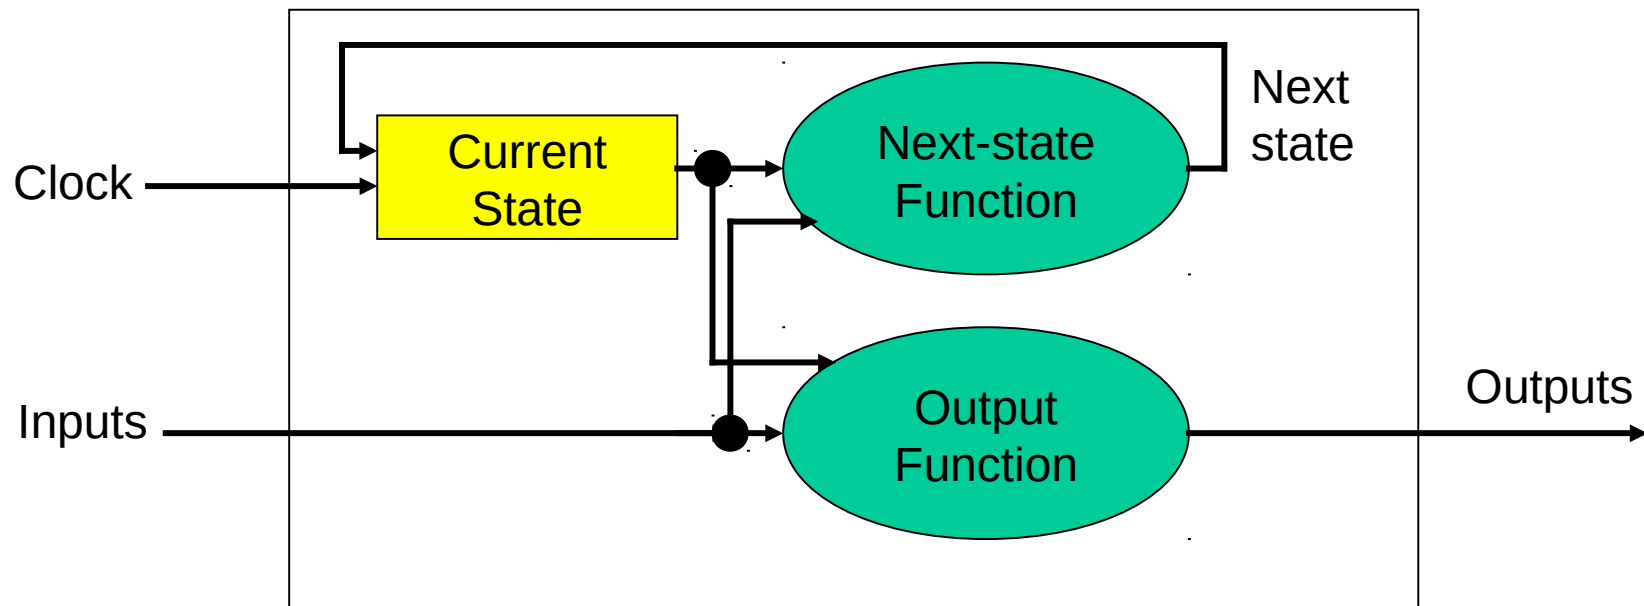 Next
state
Current
State
Next-state
Function
Clock
Outputs
Inputs
Output
Function